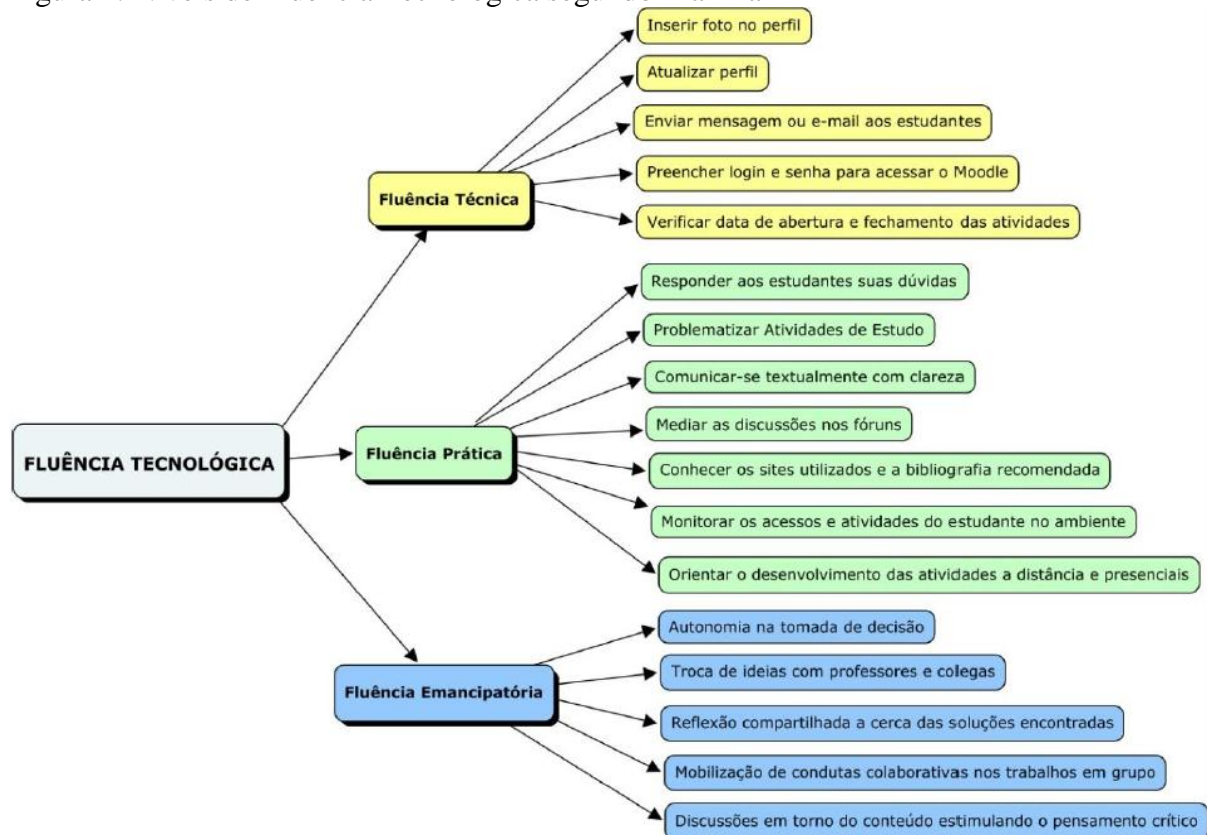 Inserir foto no perfil
Atualizar perfil
Enviar mensagem ou e-mail aos estudantes
Preencher login e senha para acessar o Moodle
Verificar data de abertura e fechamento das atividades
Fluência Técnica
Responder aos estudantes suas dúvidas
Problematizar Atividades de Estudo
Comunicar-se textualmente com clareza
Mediar as discussões nos fóruns
Conhecer os sites utilizados e a bibliografia recomendada
Monitorar os acessos e atividades do estudante no ambiente
Orientar o desenvolvimento das atividades a distância e presenciais
Fluência Prática
FLUÊNCIA TECNOLÓGICA
Autonomia na tomada de decisão
Troca de ideias com professores e colegas
Reflexão compartilhada a cerca das soluções encontradas
Mobilização de condutas colaborativas nos trabalhos em grupo
Discussões em torno do conteúdo estimulando o pensamento crítico
Fluência Emancipatória